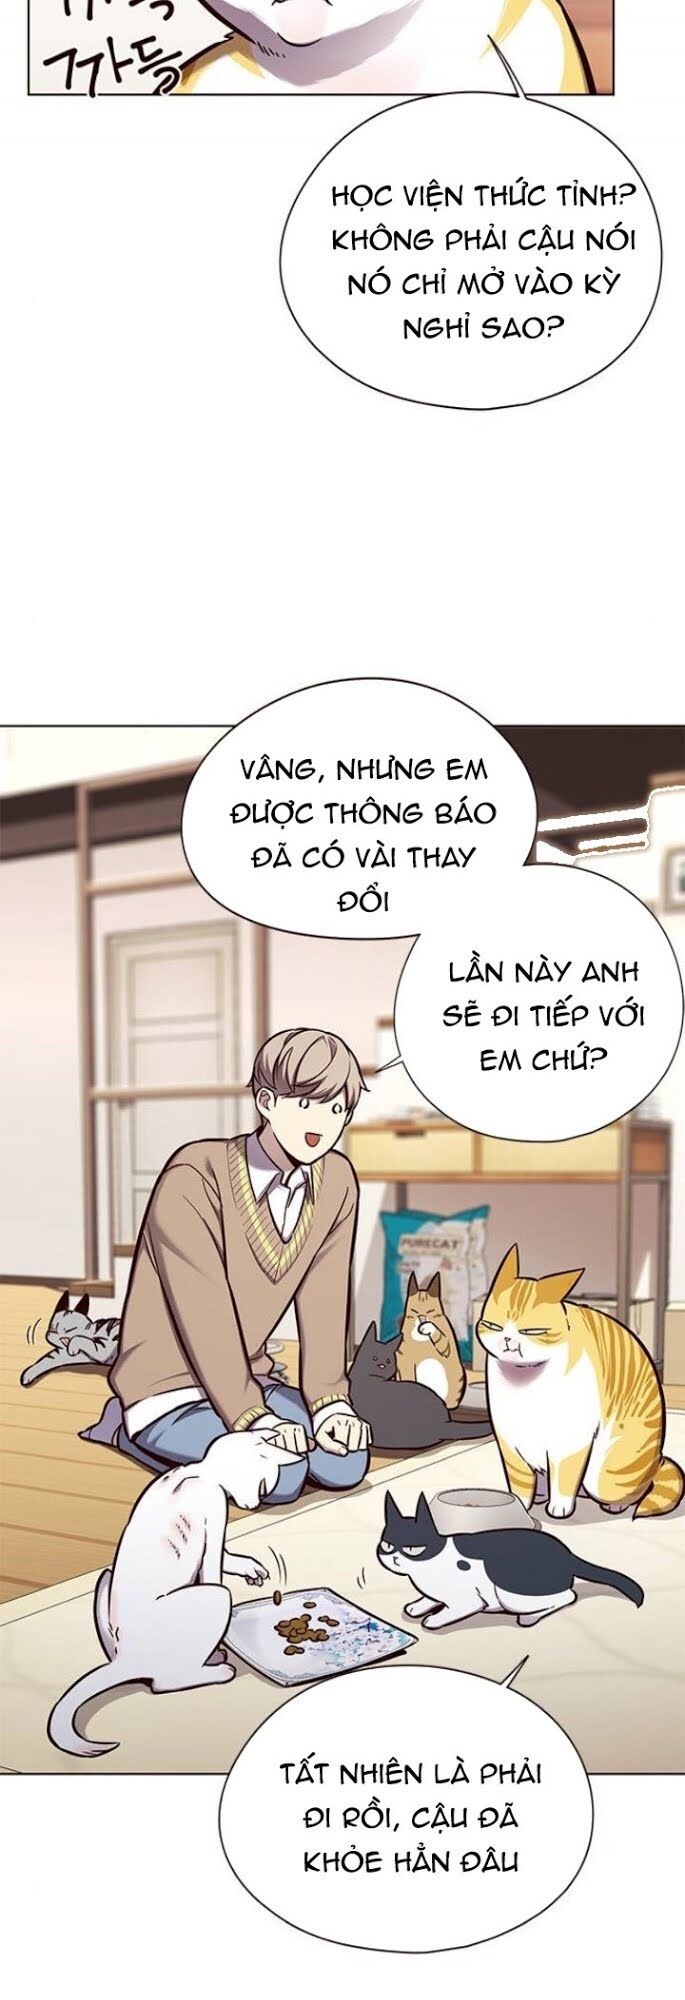 까득
HỌC VIỆN THỨC TỈNH?
KHÔNG PHẢI CẬU NÓI
NÓ CHỈ MỞ VÀO KỲ
NGHỈ SAO?
VÂNG, NHƯNG EM
ĐƯỢC THÔNG BÁO
ĐÃ CÓ VÀI THAY
ĐỔI
LẦN NÀY ANH
SẼ ĐI TIẾP VỚI
EM CHỨ?
PURECAT
TẤT NHIÊN LÀ PHẢI
ĐI RỒI, CẬU ĐÃ
KHỎE HẲN ĐÂU